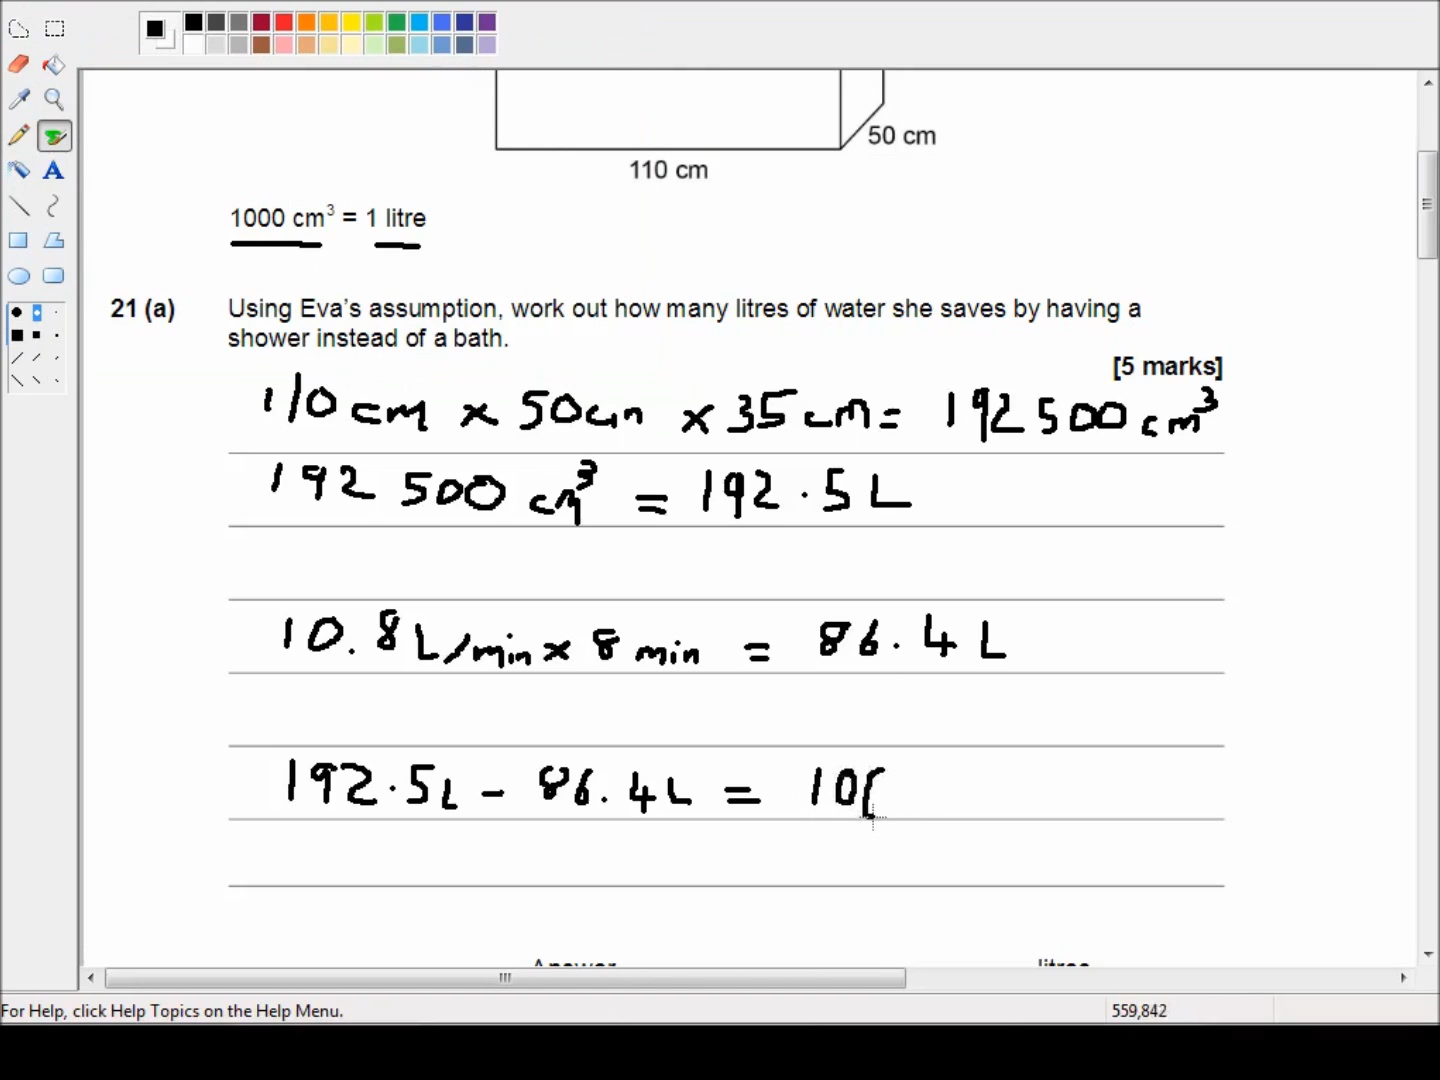 50 cm
110 cm
1000 cm³ = 1 litre
21 (a) Using Eva's assumption, work out how many litres of water she saves by having a
shower instead of a bath.
[5 marks]
110 cm × 50 cm × 35 cm = 192 500 cm³
192 500 cm³ = 192.5 L
10.8 L/min × 8 min = 86.4 L
192.5 L - 86.4 L = 10
Answer litres
For Help, click Help Topics on the Help Menu.
559,842